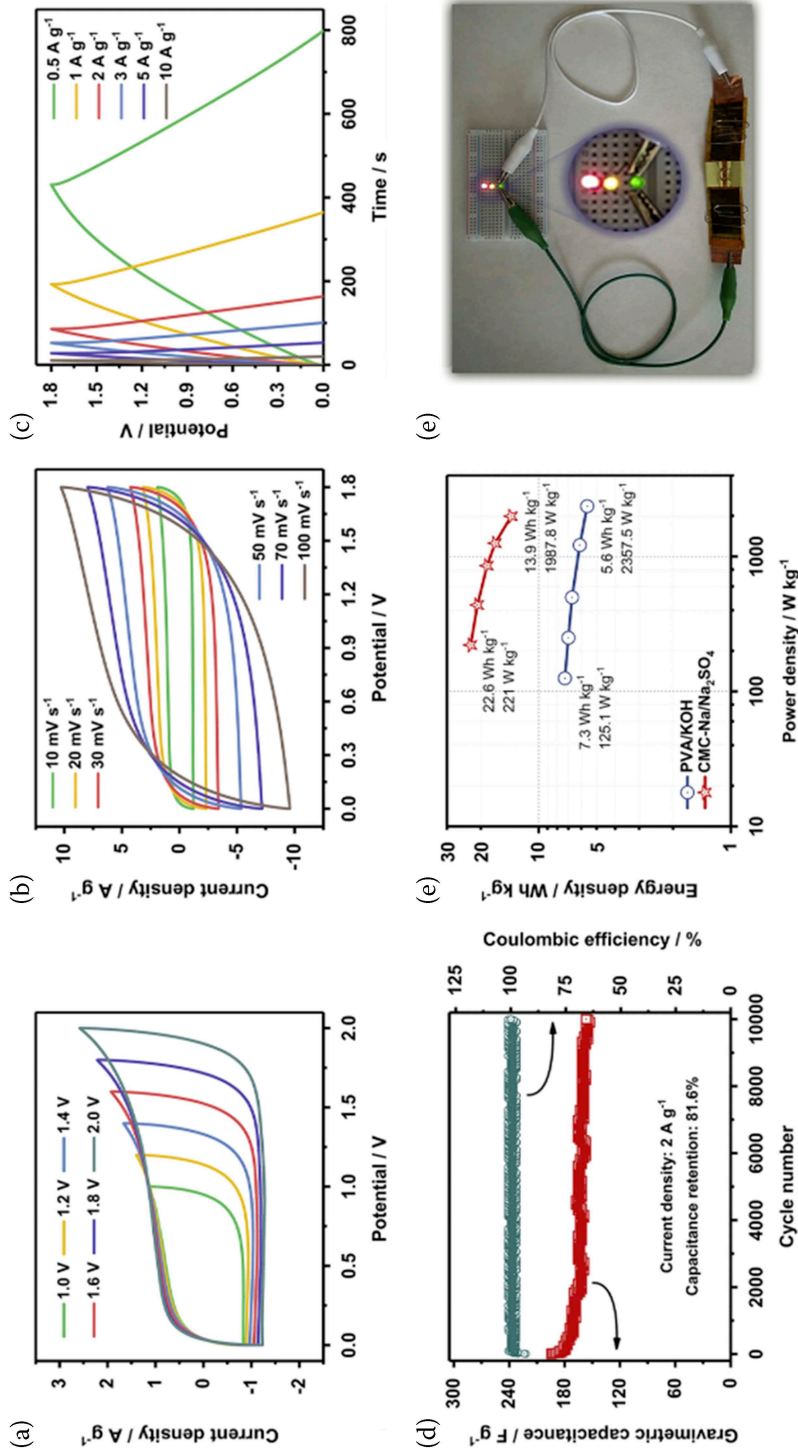 (a)
3
2
1
0
-1
-2
Current density / A g⁻¹
1.0 V 1.2 V 1.4 V
1.6 V 1.8 V 2.0 V
0.0 0.5 1.0 1.5 2.0
Potential / V
(b)
10
5
0
-5
-10
Current density / A g⁻¹
10 mV s⁻¹
20 mV s⁻¹
30 mV s⁻¹
50 mV s⁻¹
70 mV s⁻¹
100 mV s⁻¹
0.0 0.3 0.6 0.9 1.2 1.5 1.8
Potential / V
(c)
1.8
1.5
1.2
0.9
0.6
0.3
0.0
Potential / V
0.5 A g⁻¹
1 A g⁻¹
2 A g⁻¹
3 A g⁻¹
5 A g⁻¹
10 A g⁻¹
0 200 400 600 800
Time / s
(d)
300
240
180
120
60
0
Gravimetric capacitance / F g⁻¹
Current density: 2 A g⁻¹
Capacitance retention: 81.6%
125
100
75
50
25
0
Coulombic efficiency / %
0 2000 4000 6000 8000 10000
Cycle number
(e)
30
20
10
5
1
Energy density / Wh kg⁻¹
22.6 Wh kg⁻¹
221 W kg⁻¹
13.9 Wh kg⁻¹
1987.8 W kg⁻¹
7.3 Wh kg⁻¹
125.1 W kg⁻¹
5.6 Wh kg⁻¹
2357.5 W kg⁻¹
PVA/KOH
CMC-Na/Na₂SO₄
10 100 1000
Power density / W kg⁻¹
(e)